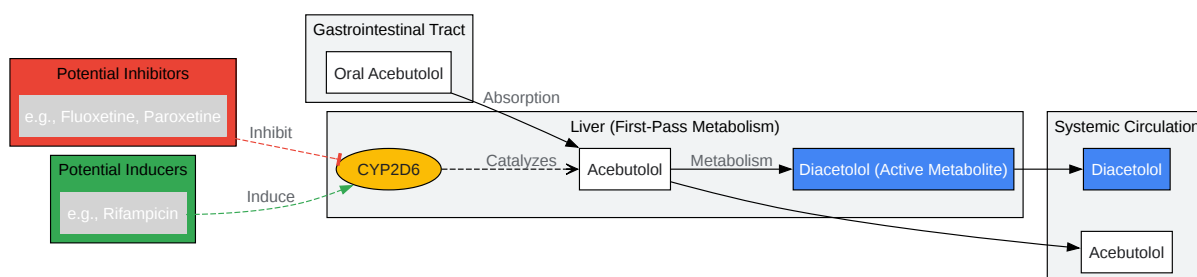 Gastrointestinal Tract
Oral Acebutolol
Potential Inhibitors
e.g., Fluoxetine, Paroxetine
Absorption
Inhibit
Liver (First-Pass Metabolism)
Systemic Circulation
Potential Inducers
e.g., Rifampicin
Induce
CYP2D6
Catalyzes
Acebutolol
Metabolism
Diacetolol (Active Metabolite)
Diacetolol
Acebutolol